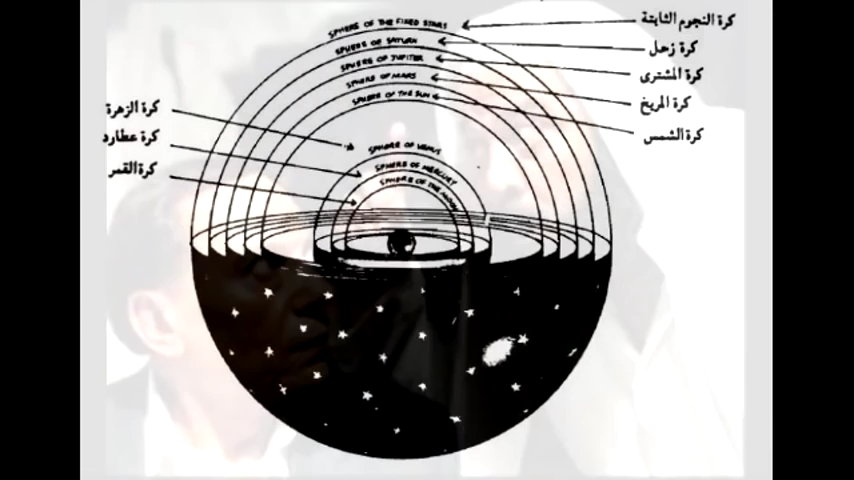 SPHERE OF THE FIXED STARS
SPHERE OF SATURN
SPHERE OF JUPITER
SPHERE OF MARS
SPHERE OF THE SUN
SPHERE OF VENUS
SPHERE OF MERCURY
SPHERE OF THE MOON
كرة النجوم الثابتة
كرة زحل
كرة المشترى
كرة المريخ
كرة الشمس
كرة الزهرة
كرة عطارد
كرة القمر